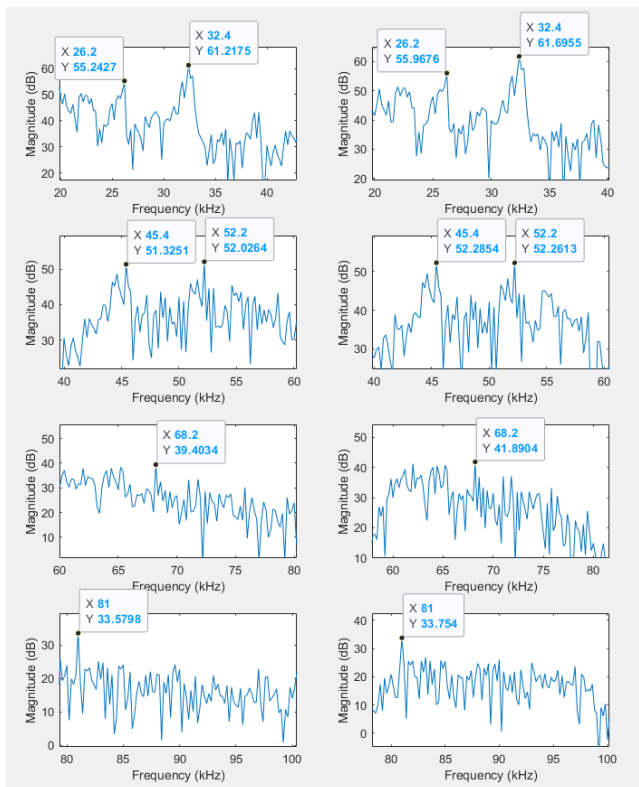 X 26.2
Y 55.2427
X 32.4
Y 61.2175
60
50
40
30
20
Magnitude (dB)
20
30
40
Frequency (kHz)
X 26.2
Y 55.9676
X 32.4
Y 61.6955
60
50
40
30
20
Magnitude (dB)
20
25
30
35
40
Frequency (kHz)
X 45.4
Y 51.3251
X 52.2
Y 52.0264
50
40
30
Magnitude (dB)
40
45
50
55
60
Frequency (kHz)
X 45.4
Y 52.2854
X 52.2
Y 52.2613
50
40
30
Magnitude (dB)
40
45
50
55
60
Frequency (kHz)
X 68.2
Y 39.4034
50
40
30
20
10
Magnitude (dB)
60
65
70
75
80
Frequency (kHz)
X 68.2
Y 41.8904
50
40
30
20
10
Magnitude (dB)
60
65
70
75
80
Frequency (kHz)
X 81
Y 33.5798
30
20
10
0
Magnitude (dB)
80
85
90
95
100
Frequency (kHz)
X 81
Y 33.754
40
30
20
10
0
Magnitude (dB)
80
85
90
95
100
Frequency (kHz)